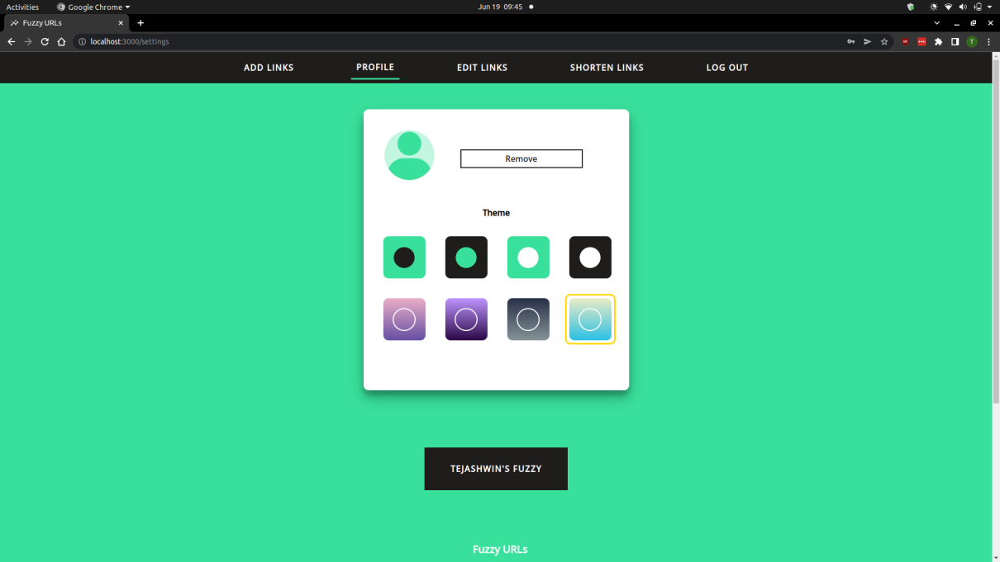 Activities Google Chrome Jun 19 09:45
Fuzzy URLs
localhost:3000/settings
ADD LINKS PROFILE EDIT LINKS SHORTEN LINKS LOG OUT
Remove
Theme
TEJASHWIN'S FUZZY
Fuzzy URLs